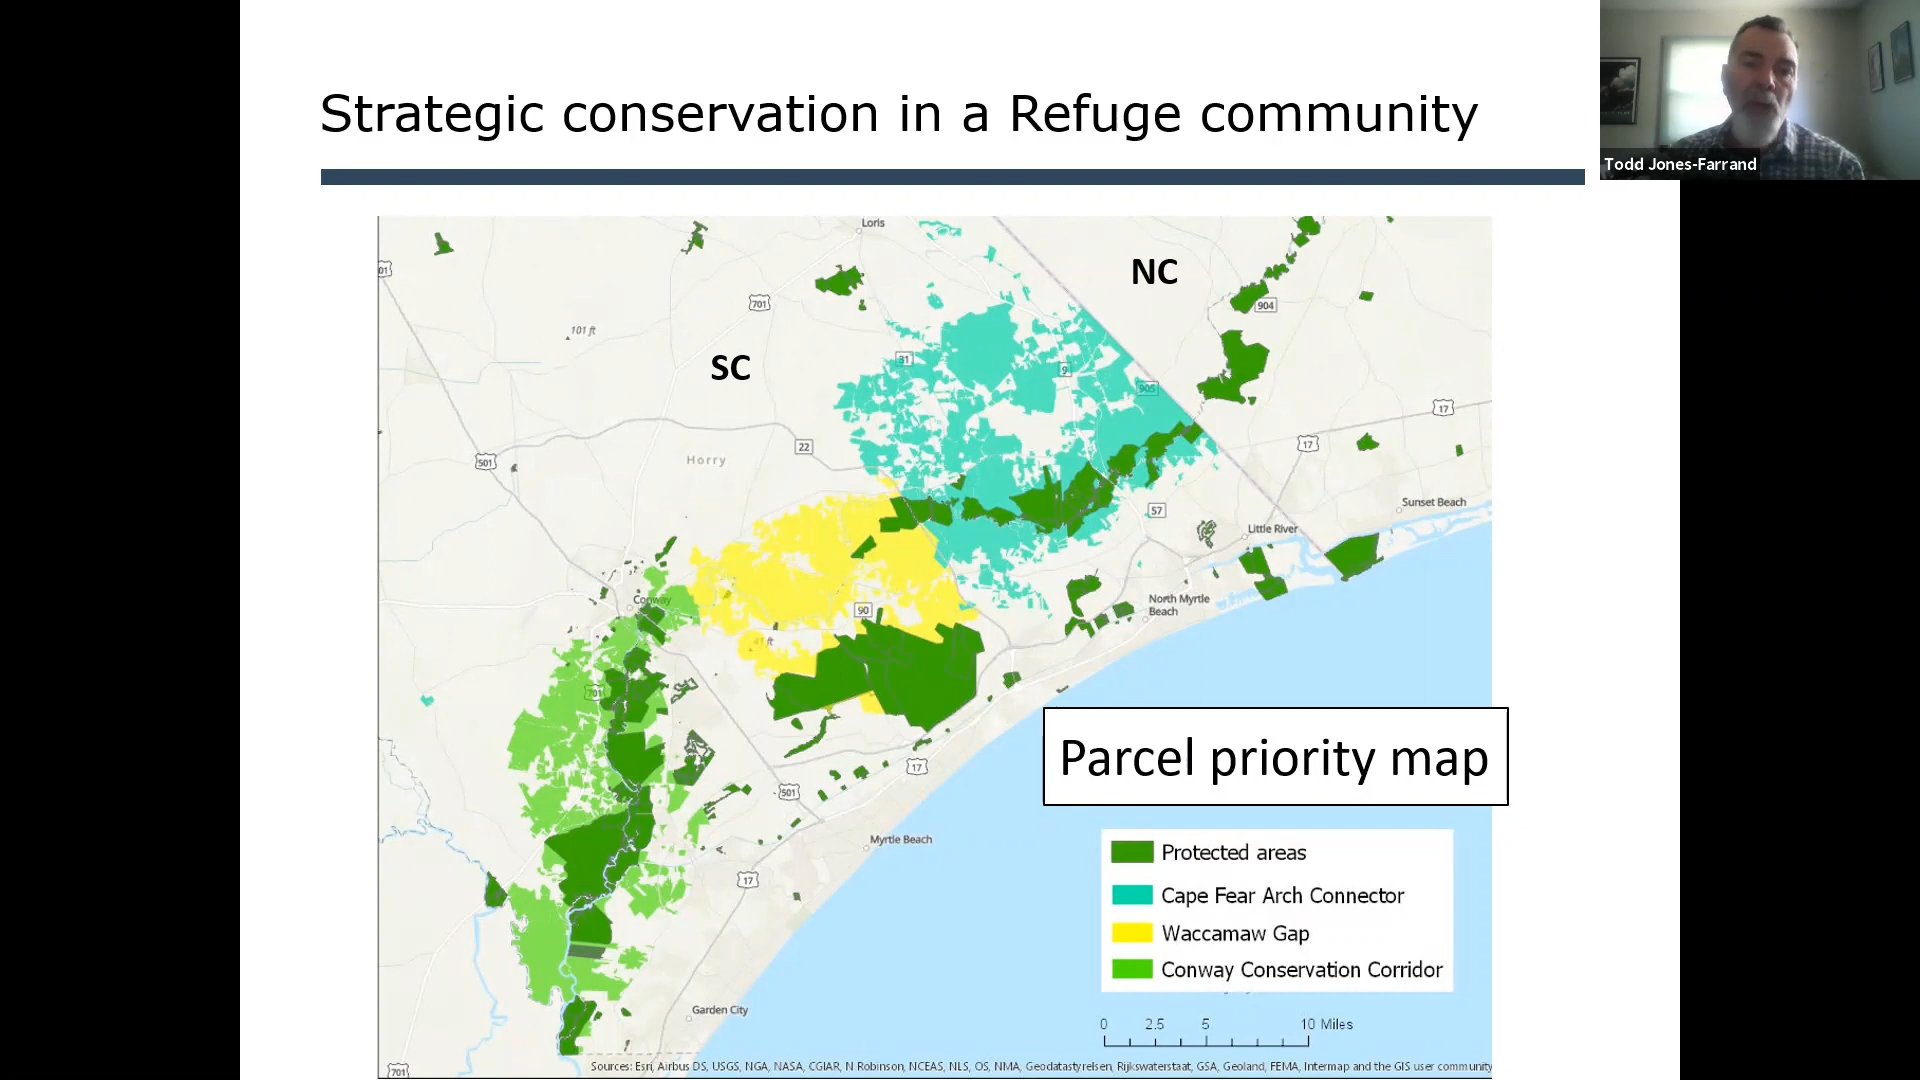 Strategic conservation in a Refuge community
Todd Jones-Farrand
Loris
NC
701
904
101 ft
SC
31
9
905
17
22
17
501
Horry
Sunset Beach
57
Little River
Conway
90
North Myrtle
Beach
41 ft
701
17
501
Parcel priority map
Myrtle Beach
17
Protected areas
Cape Fear Arch Connector
Waccamaw Gap
Conway Conservation Corridor
Garden City
0 2.5 5 10 Miles
701
Sources: Esri, Airbus DS, USGS, NGA, NASA, CGIAR, N Robinson, NCEAS, NLS, OS, NMA, Geodatastyrelsen, Rijkswaterstaat, GSA, Geoland, FEMA, Intermap and the GIS user community